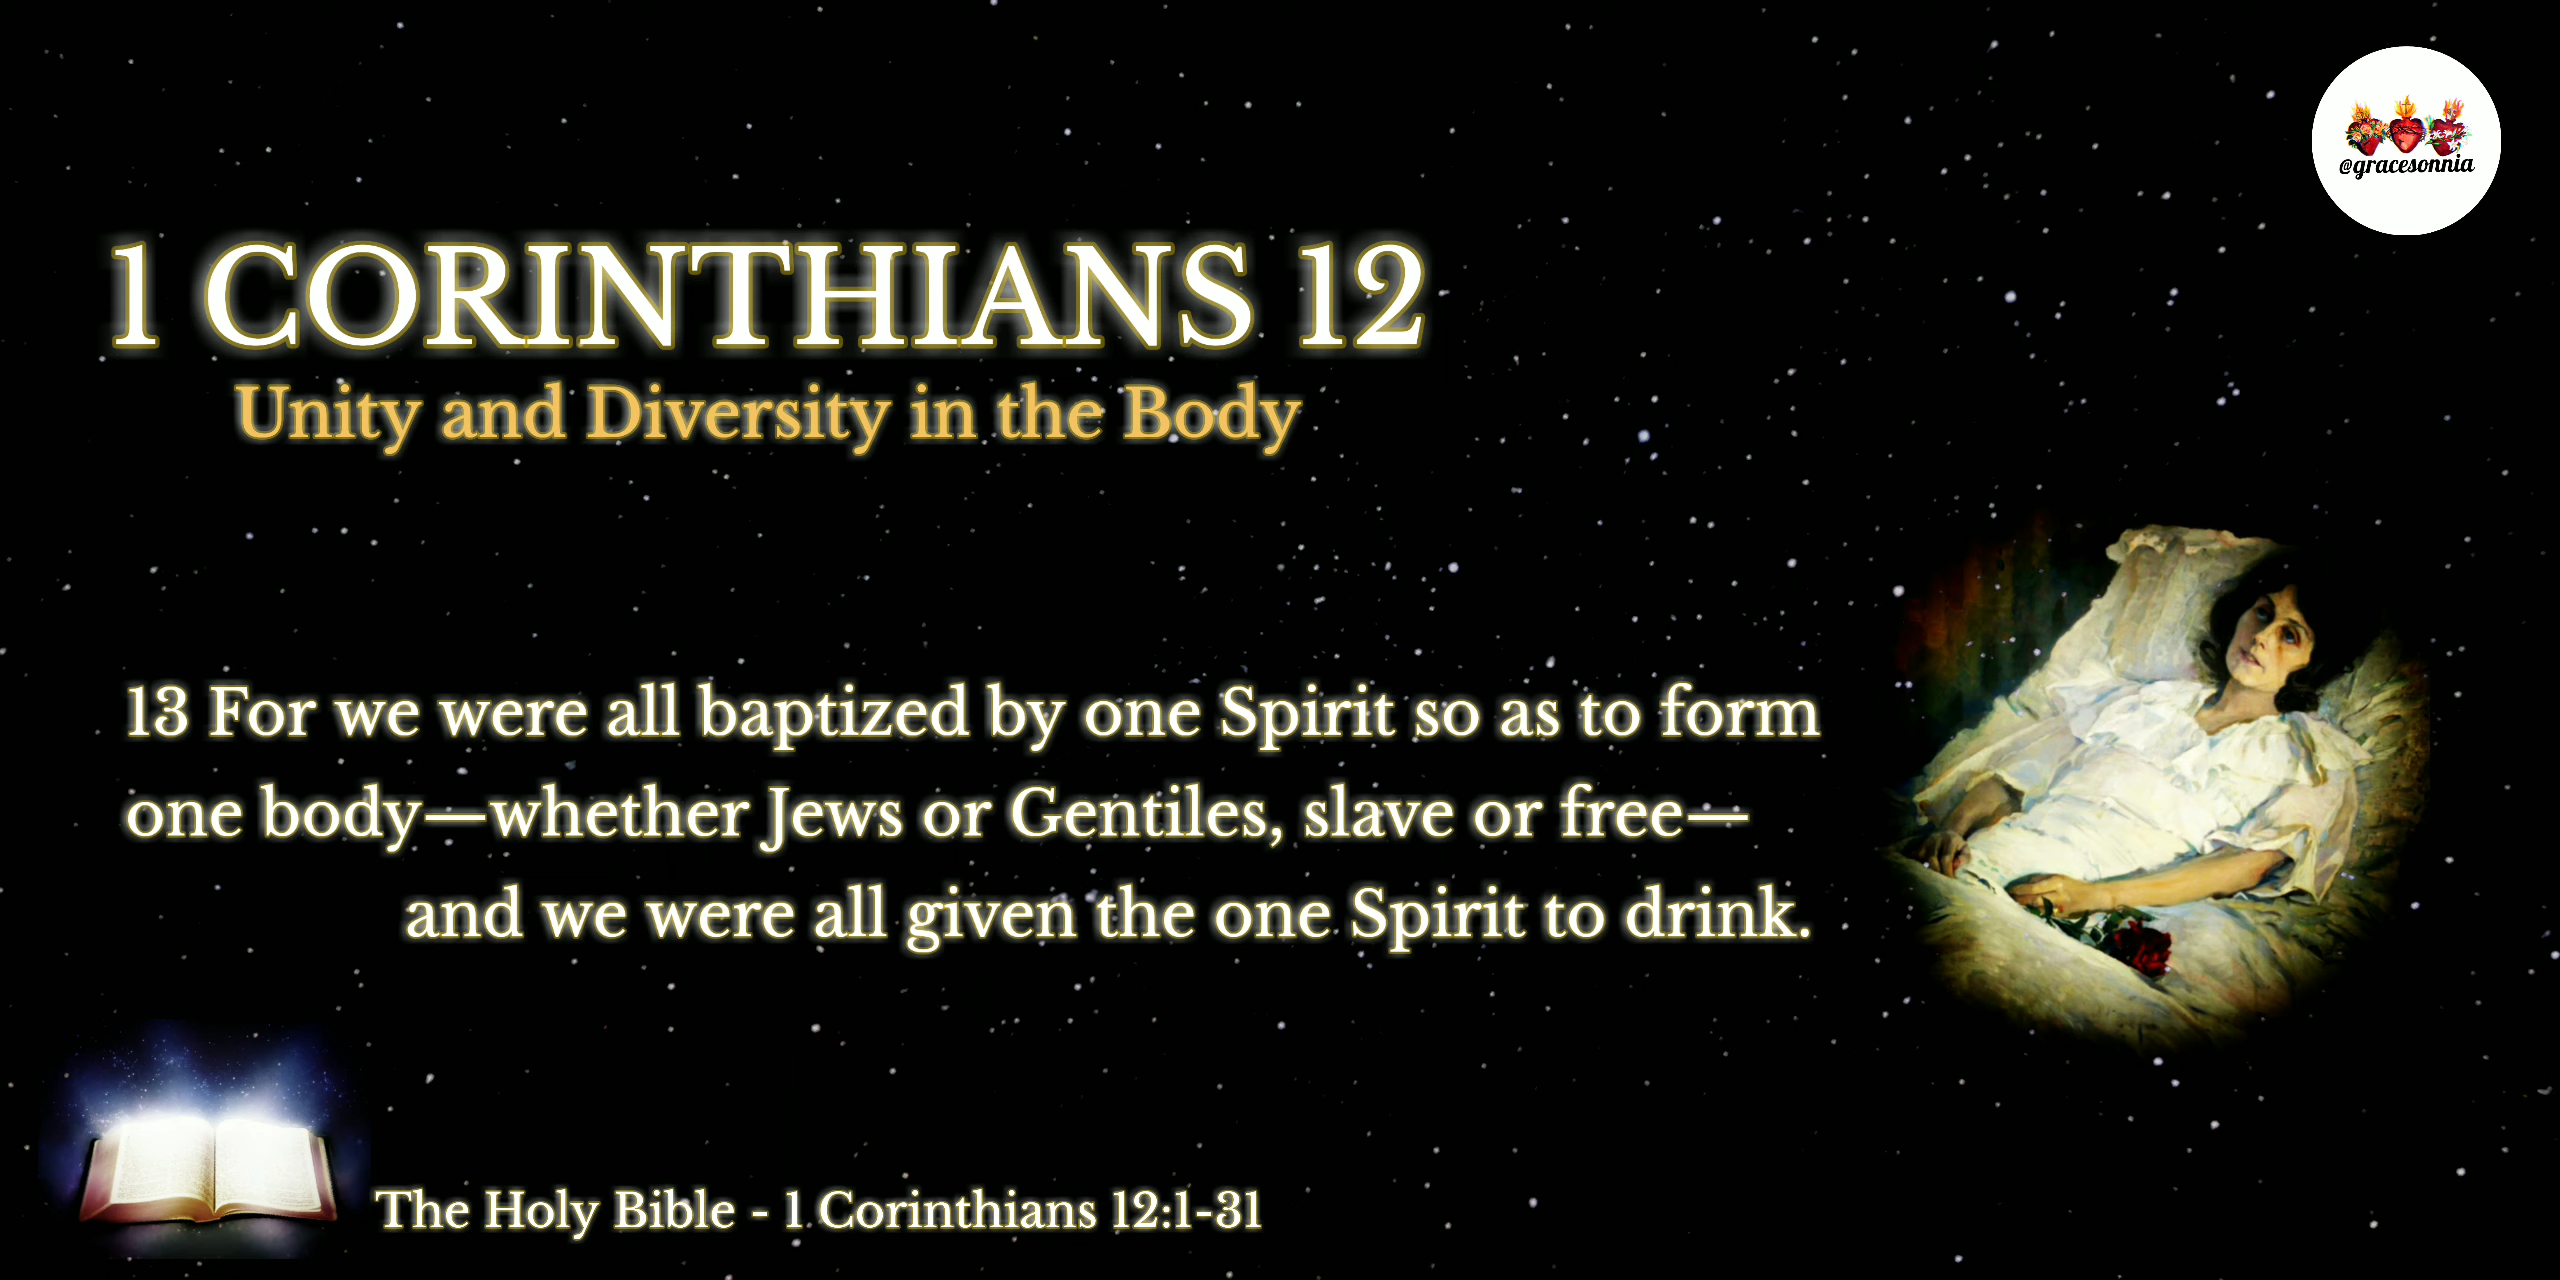 @gracesonnia
1 CORINTHIANS 12
Unity and Diversity in the Body
13 For we were all baptized by one Spirit so as to form
one body—whether Jews or Gentiles, slave or free—
and we were all given the one Spirit to drink.
The Holy Bible - 1 Corinthians 12:1-31